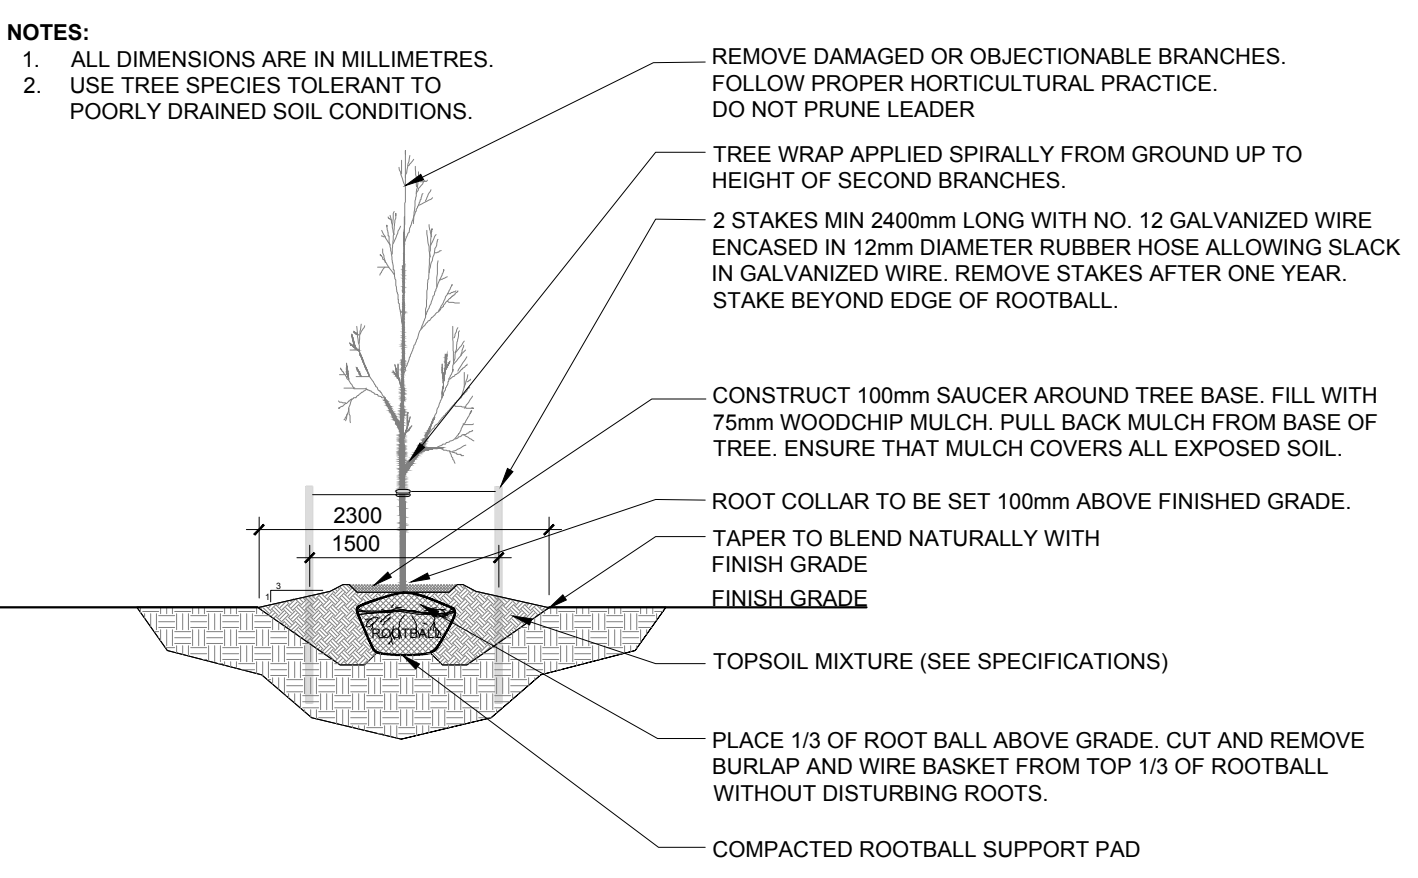 NOTES:
1. ALL DIMENSIONS ARE IN MILLIMETRES.
2. USE TREE SPECIES TOLERANT TO
POORLY DRAINED SOIL CONDITIONS.
REMOVE DAMAGED OR OBJECTIONABLE BRANCHES.
FOLLOW PROPER HORTICULTURAL PRACTICE.
DO NOT PRUNE LEADER
TREE WRAP APPLIED SPIRALLY FROM GROUND UP TO
HEIGHT OF SECOND BRANCHES.
2 STAKES MIN 2400mm LONG WITH NO. 12 GALVANIZED WIRE
ENCASED IN 12mm DIAMETER RUBBER HOSE ALLOWING SLACK
IN GALVANIZED WIRE. REMOVE STAKES AFTER ONE YEAR.
STAKE BEYOND EDGE OF ROOTBALL.
CONSTRUCT 100mm SAUCER AROUND TREE BASE. FILL WITH
75mm WOODCHIP MULCH. PULL BACK MULCH FROM BASE OF
TREE. ENSURE THAT MULCH COVERS ALL EXPOSED SOIL.
ROOT COLLAR TO BE SET 100mm ABOVE FINISHED GRADE.
2300
1500
TAPER TO BLEND NATURALLY WITH
FINISH GRADE
3
1
FINISH GRADE
ROOTBALL
TOPSOIL MIXTURE (SEE SPECIFICATIONS)
PLACE 1/3 OF ROOT BALL ABOVE GRADE. CUT AND REMOVE
BURLAP AND WIRE BASKET FROM TOP 1/3 OF ROOTBALL
WITHOUT DISTURBING ROOTS.
COMPACTED ROOTBALL SUPPORT PAD